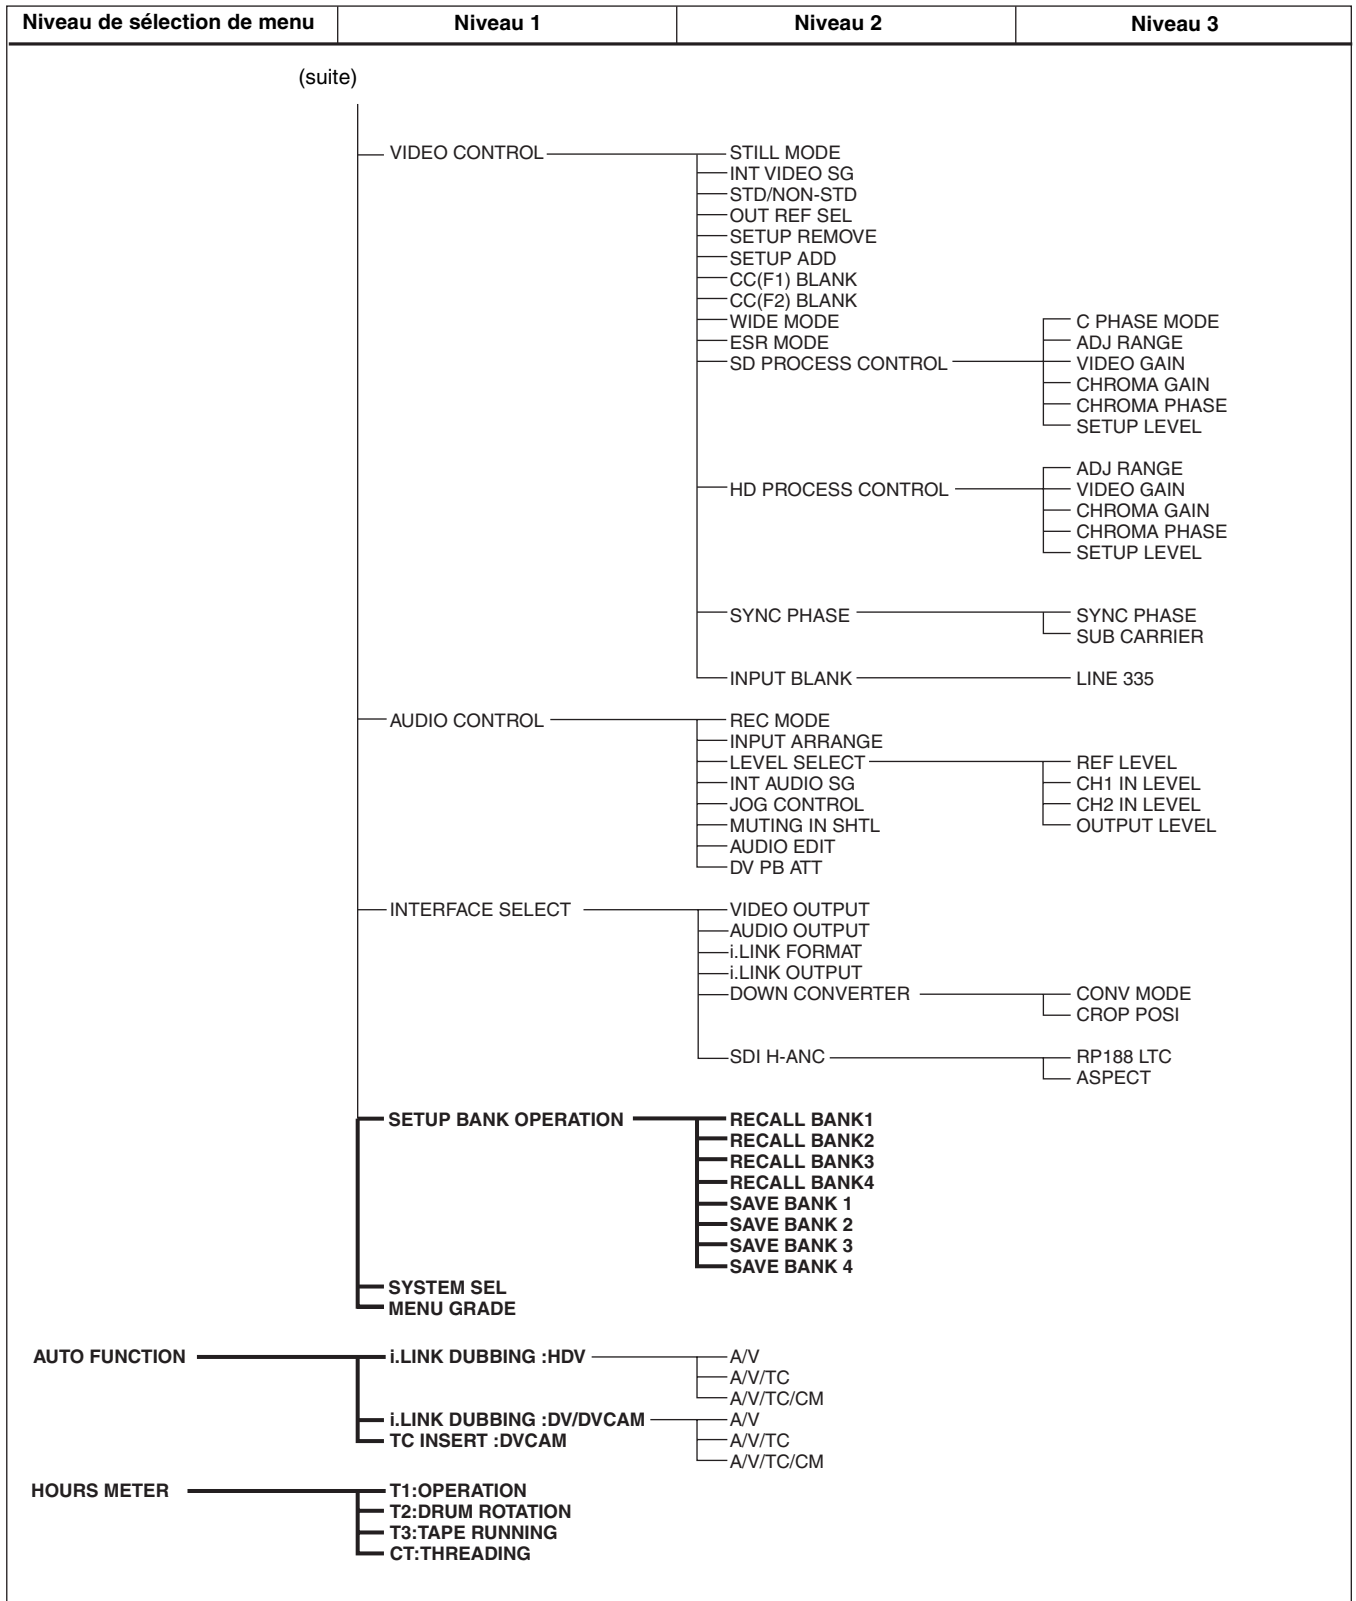 Niveau de sélection de menu Niveau 1 Niveau 2 Niveau 3
(suite)
VIDEO CONTROL STILL MODE
INT VIDEO SG
STD/NON-STD
OUT REF SEL
SETUP REMOVE
SETUP ADD
CC(F1) BLANK
CC(F2) BLANK
WIDE MODE C PHASE MODE
ESR MODE ADJ RANGE
SD PROCESS CONTROL VIDEO GAIN
CHROMA GAIN
CHROMA PHASE
SETUP LEVEL
ADJ RANGE
HD PROCESS CONTROL VIDEO GAIN
CHROMA GAIN
CHROMA PHASE
SETUP LEVEL
SYNC PHASE SYNC PHASE
SUB CARRIER
INPUT BLANK LINE 335
AUDIO CONTROL REC MODE
INPUT ARRANGE
LEVEL SELECT REF LEVEL
INT AUDIO SG CH1 IN LEVEL
JOG CONTROL CH2 IN LEVEL
MUTING IN SHTL OUTPUT LEVEL
AUDIO EDIT
DV PB ATT
INTERFACE SELECT VIDEO OUTPUT
AUDIO OUTPUT
i.LINK FORMAT
i.LINK OUTPUT
DOWN CONVERTER CONV MODE
CROP POSI
SDI H-ANC RP188 LTC
ASPECT
SETUP BANK OPERATION RECALL BANK1
RECALL BANK2
RECALL BANK3
RECALL BANK4
SAVE BANK 1
SAVE BANK 2
SAVE BANK 3
SAVE BANK 4
SYSTEM SEL
MENU GRADE
AUTO FUNCTION i.LINK DUBBING :HDV A/V
A/V/TC
A/V/TC/CM
i.LINK DUBBING :DV/DVCAM A/V
TC INSERT :DVCAM A/V/TC
A/V/TC/CM
HOURS METER T1:OPERATION
T2:DRUM ROTATION
T3:TAPE RUNNING
CT:THREADING